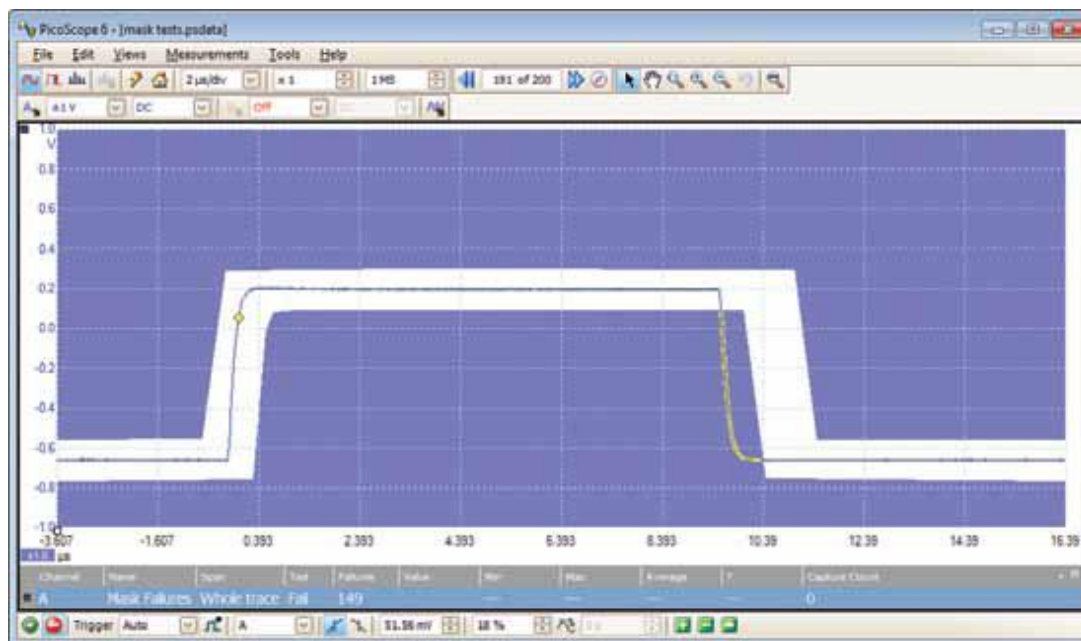 PicoScope 6 - [mask tests.psdata]
File Edit Views Measurements Tools Help
2 µs/div x 1 1 MS 191 of 200
A ±1 V DC Off DC
1.0
V
0.8
0.6
0.4
0.2
0.0
-0.2
-0.4
-0.6
-0.8
-1.0
-3.607 -1.607 0.393 2.393 4.393 6.393 8.393 10.39 12.39 14.39 16.39
x1.0 µs
Channel Name Span Test Failures Value Min Max Average σ Capture Count
A Mask Failures Whole trace Fail 149 --- --- --- --- --- 0
Trigger Auto A 51.56 mV 18 %